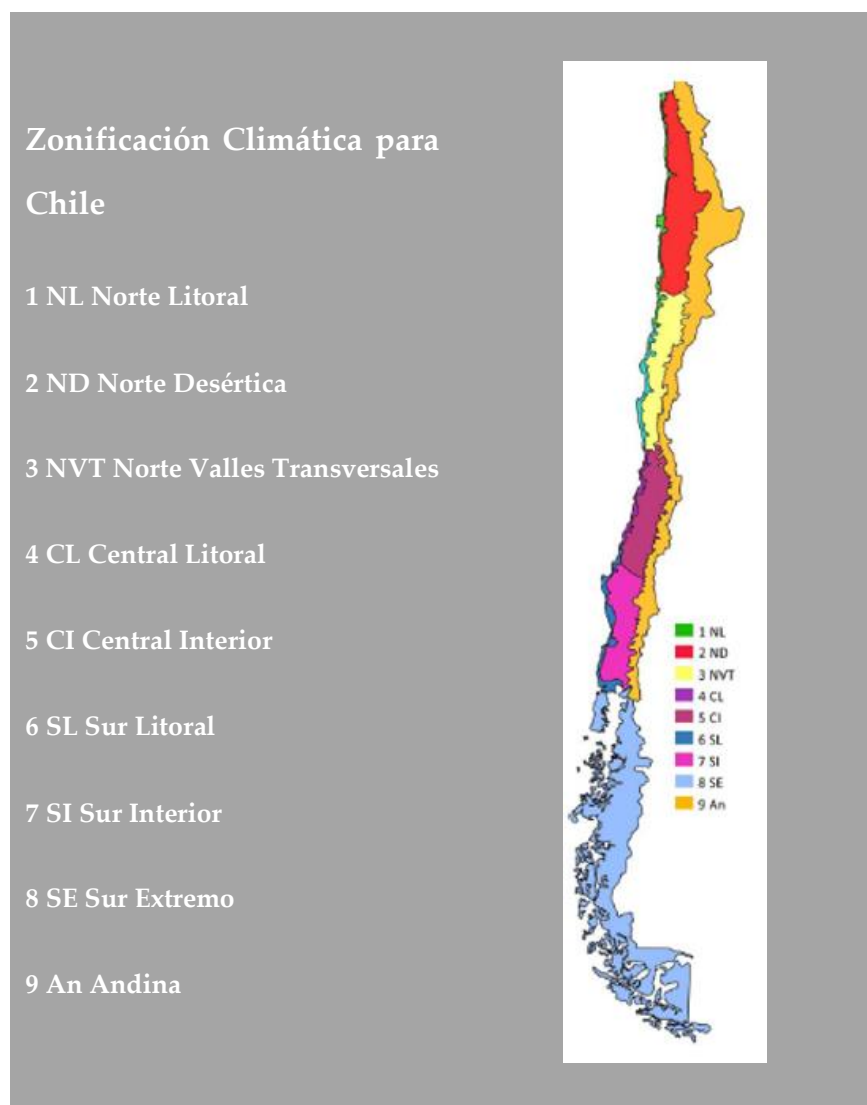 Zonificación Climática para
Chile
1 NL Norte Litoral
2 ND Norte Desértica
3 NVT Norte Valles Transversales
4 CL Central Litoral
5 CI Central Interior
6 SL Sur Litoral
7 SI Sur Interior
8 SE Sur Extremo
9 An Andina
1 NL
2 ND
3 NVT
4 CL
5 CI
6 SL
7 SI
8 SE
9 An